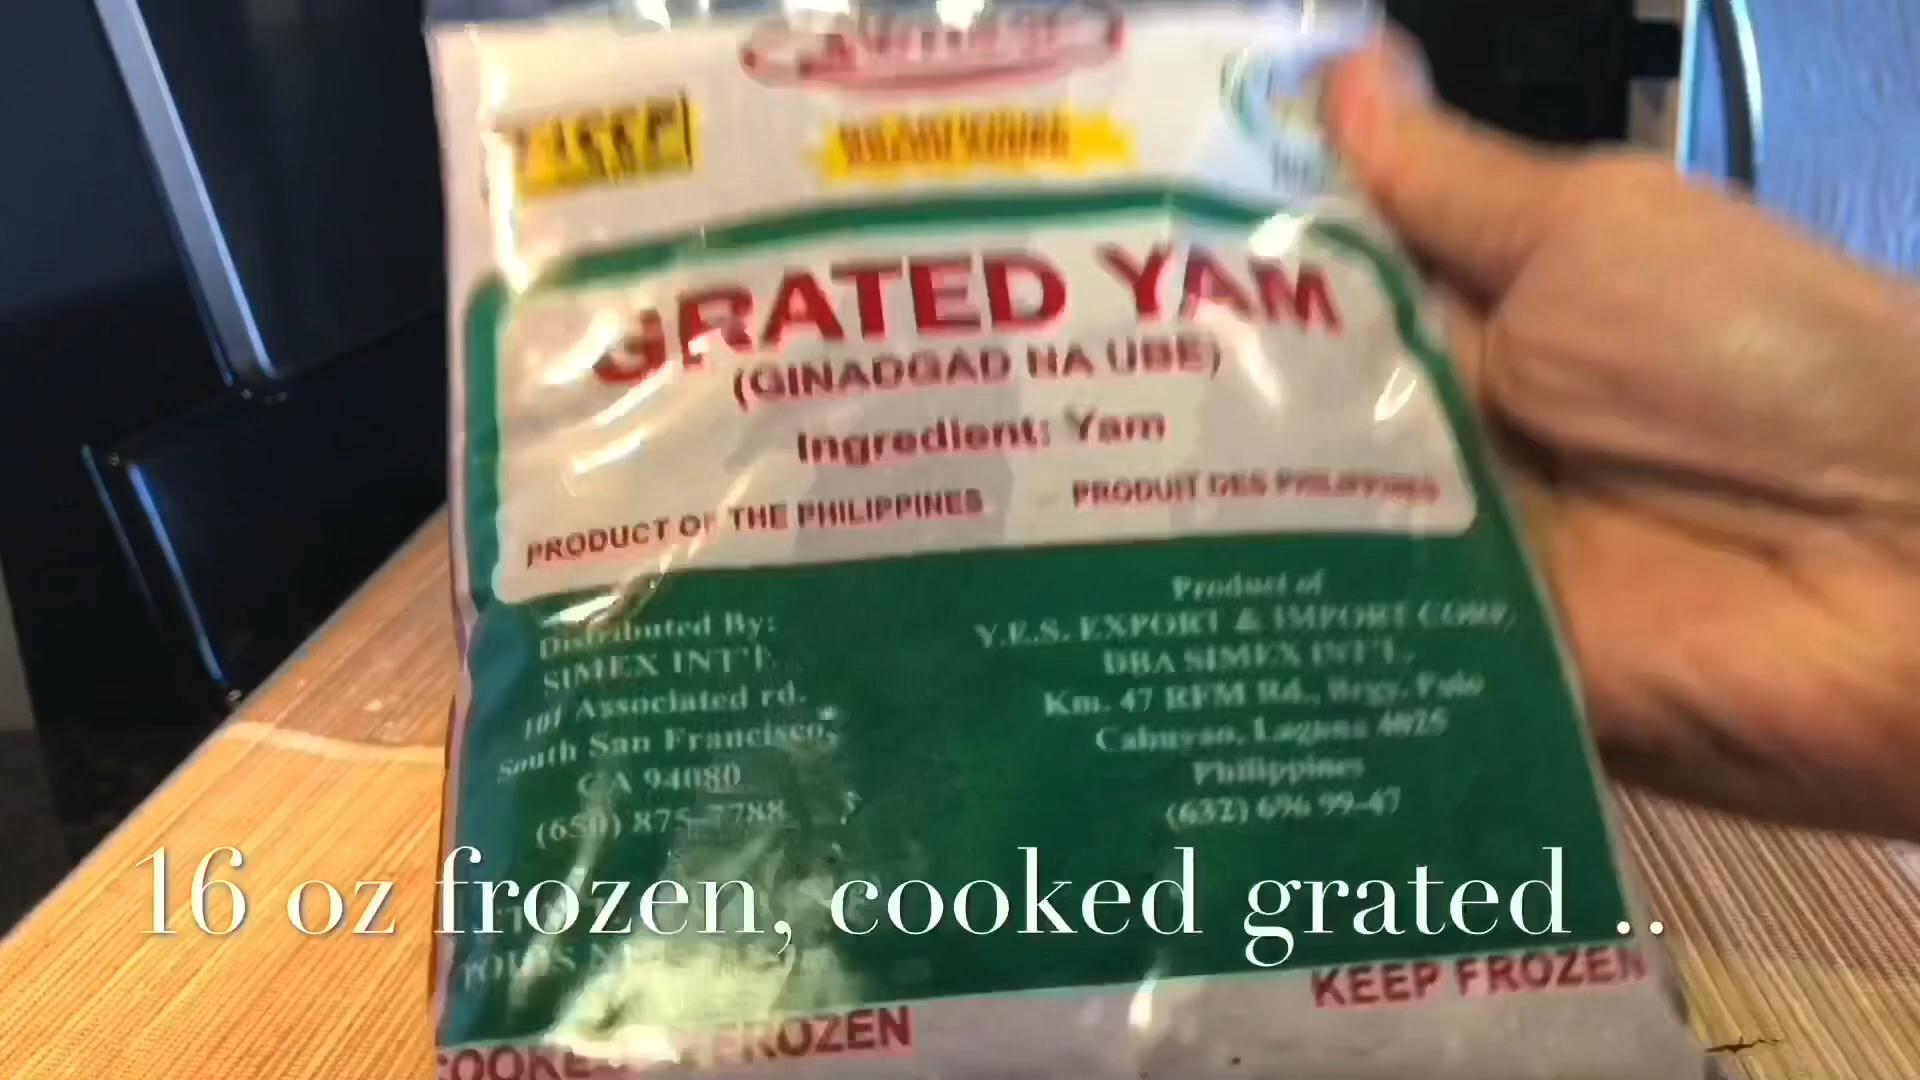 GRATED YAM
(GINADGAD NA UBE)
Ingredient: Yam
PRODUCT OF THE PHILIPPINES
PRODUIT DES PHILIPPINES
Distributed By:
SIMEX INT'L
101 Associated rd.
South San Francisco,
CA 94080
(650) 875-7788
Product of
Y.E.S. EXPORT & IMPORT CORP.
DBA SIMEX INT'L.
Km. 47 RFM Rd., Brgy. Pulo
Cabuyao, Laguna 4025
Philippines
(632) 696 99-47
16 oz frozen, cooked grated ..
KEEP FROZEN
FROZEN